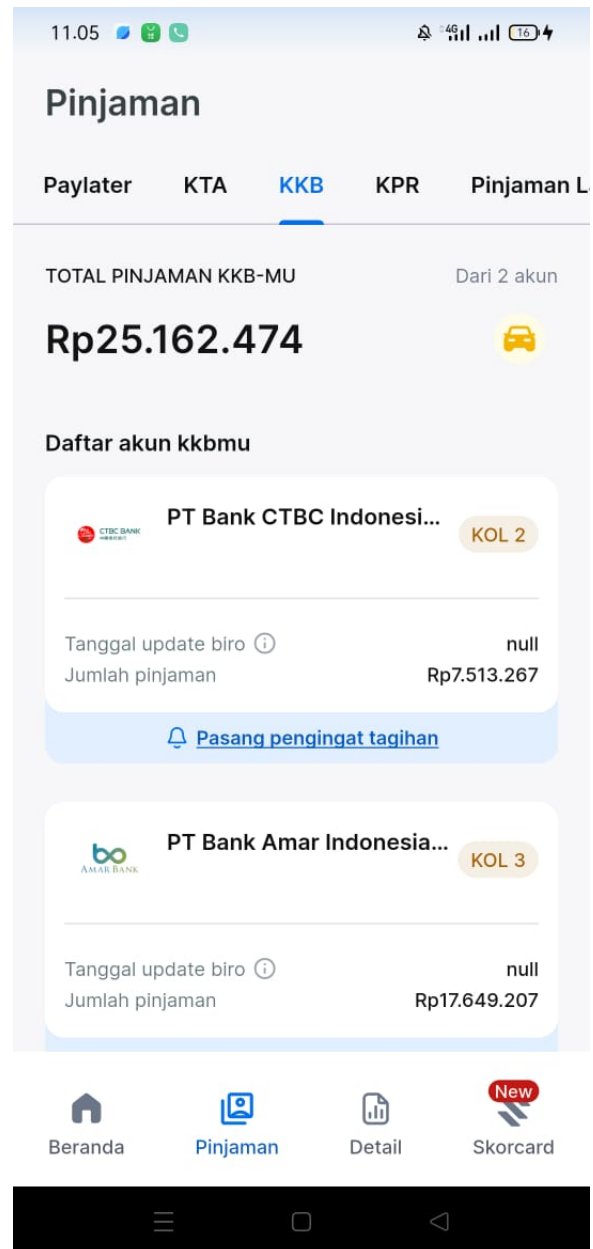 11.05
4G
16
Pinjaman
Paylater KTA KKB KPR Pinjaman L
TOTAL PINJAMAN KKB-MU Dari 2 akun
Rp25.162.474
Daftar akun kkbmu
CTBC BANK
PT Bank CTBC Indonesi...
KOL 2
Tanggal update biro null
Jumlah pinjaman Rp7.513.267
Pasang pengingat tagihan
AMAR BANK
PT Bank Amar Indonesia...
KOL 3
Tanggal update biro null
Jumlah pinjaman Rp17.649.207
New
Beranda Pinjaman Detail Skorcard